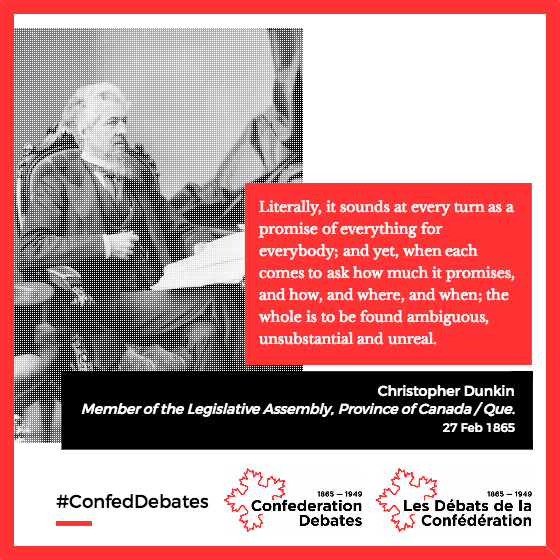 Literally, it sounds at every turn as a
promise of everything for
everybody; and yet, when each
comes to ask how much it promises,
and how, and where, and when; the
whole is to be found ambiguous,
unsubstantial and unreal.
Christopher Dunkin
Member of the Legislative Assembly, Province of Canada / Que.
27 Feb 1865
#ConfedDebates
1865 — 1949
Confederation
Debates
1865 — 1949
Les Débats de la
Confédération